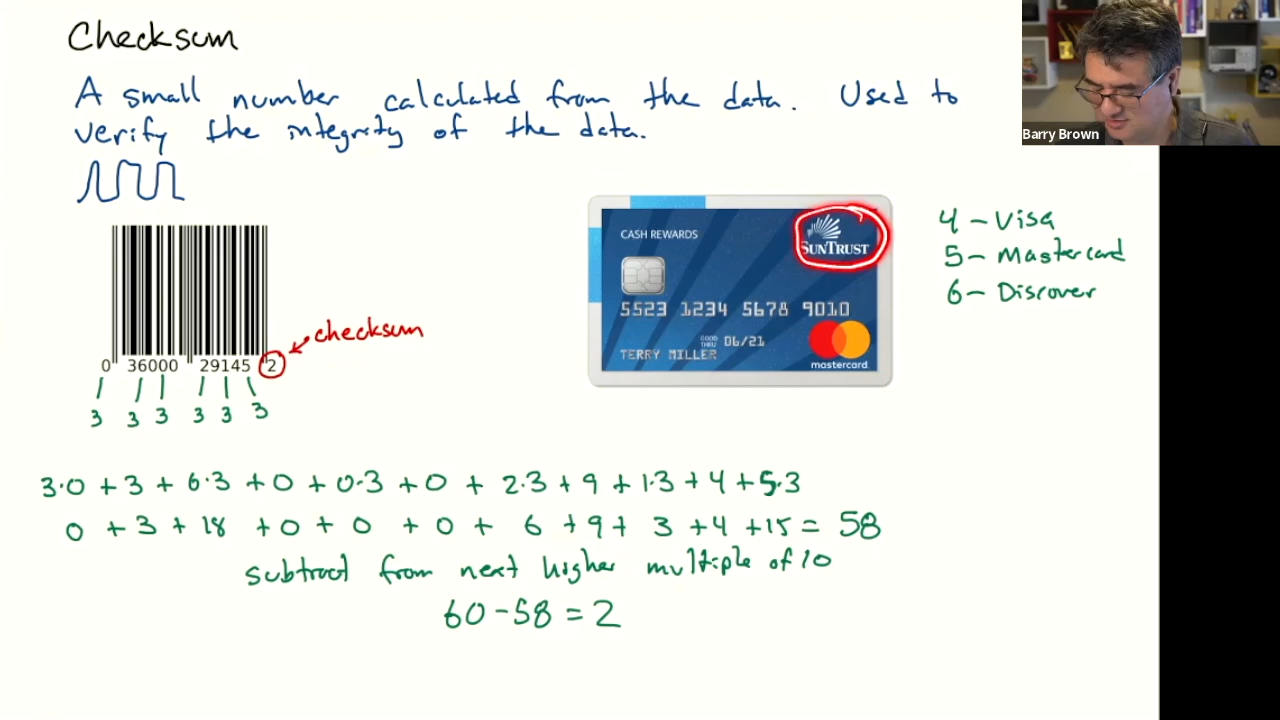 Checksum
A small number calculated from the data. Used to
verify the integrity of the data.
Barry Brown
0 36000 29145 2
checksum
3 3 3 3 3 3
CASH REWARDS
SUNTRUST
5523 1234 5678 9010
GOOD THRU 06/21
TERRY MILLER
mastercard.
4 - Visa
5 - Mastercard
6 - Discover
3·0 + 3 + 6·3 + 0 + 0·3 + 0 + 2·3 + 9 + 1·3 + 4 + 5·3
0 + 3 + 18 + 0 + 0 + 0 + 6 + 9 + 3 + 4 + 15 = 58
subtract from next higher multiple of 10
60 - 58 = 2